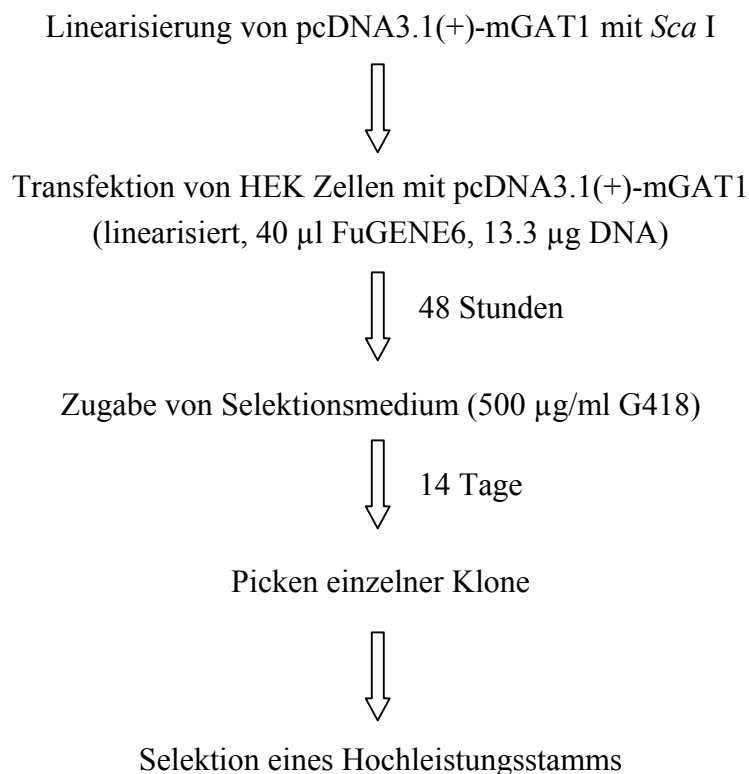 Linearisierung von pcDNA3.1(+)-mGAT1 mit Sca I
Transfektion von HEK Zellen mit pcDNA3.1(+)-mGAT1
(linearisiert, 40 µl FuGENE6, 13.3 µg DNA)
48 Stunden
Zugabe von Selektionsmedium (500 µg/ml G418)
14 Tage
Picken einzelner Klone
Selektion eines Hochleistungsstamms